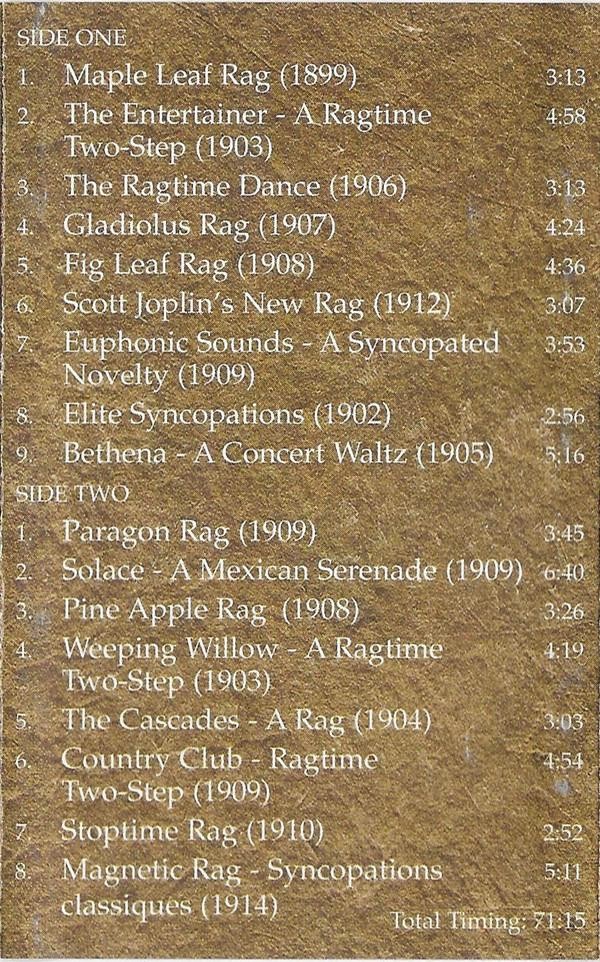 SIDE ONE
1. Maple Leaf Rag (1899) 3:13
2. The Entertainer - A Ragtime 4:58
Two-Step (1903)
3. The Ragtime Dance (1906) 3:13
4. Gladiolus Rag (1907) 4:24
5. Fig Leaf Rag (1908) 4:36
6. Scott Joplin's New Rag (1912) 3:07
7. Euphonic Sounds - A Syncopated 3:53
Novelty (1909)
8. Elite Syncopations (1902) 2:56
9. Bethena - A Concert Waltz (1905) 5:16
SIDE TWO
1. Paragon Rag (1909) 3:45
2. Solace - A Mexican Serenade (1909) 6:40
3. Pine Apple Rag (1908) 3:26
4. Weeping Willow - A Ragtime 4:19
Two-Step (1903)
5. The Cascades - A Rag (1904) 3:03
6. Country Club - Ragtime 4:54
Two-Step (1909)
7. Stoptime Rag (1910) 2:52
8. Magnetic Rag - Syncopations 5:11
classiques (1914)
Total Timing: 71:15